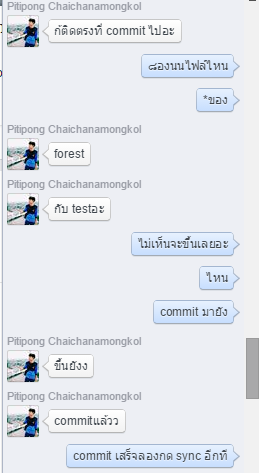 Pitipong Chaichanamongkol
ก้ติดตรงที่ commit ไปอะ
๘องนนไฟล์ไหน
*ของ
Pitipong Chaichanamongkol
forest
Pitipong Chaichanamongkol
กับ testอะ
ไม่เห็นจะขึ้นเลยอะ
ไหน
commit มายัง
Pitipong Chaichanamongkol
ขึ้นยังงง
Pitipong Chaichanamongkol
commitแล้วว
commit เสร็จลองกด sync อีกที